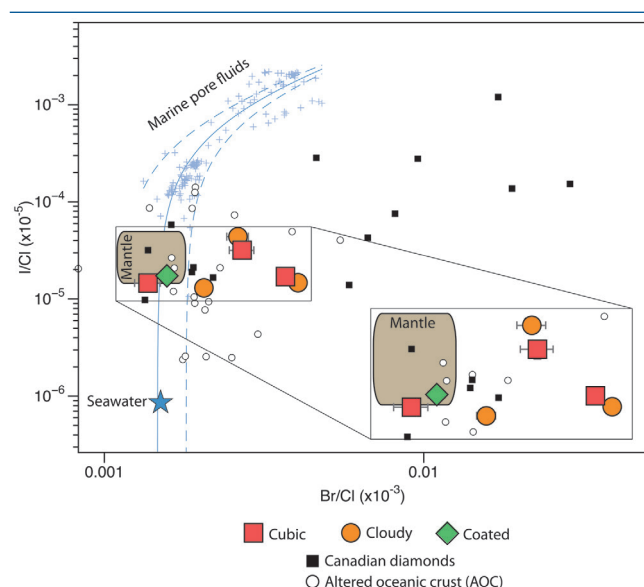 Marine pore fluids
10⁻³
10⁻⁴
I/Cl (x10⁻⁵)
Mantle
10⁻⁵
Mantle
Seawater
10⁻⁶
0.001
0.01
Br/Cl (x10⁻³)
Cubic Cloudy Coated
Canadian diamonds
Altered oceanic crust (AOC)